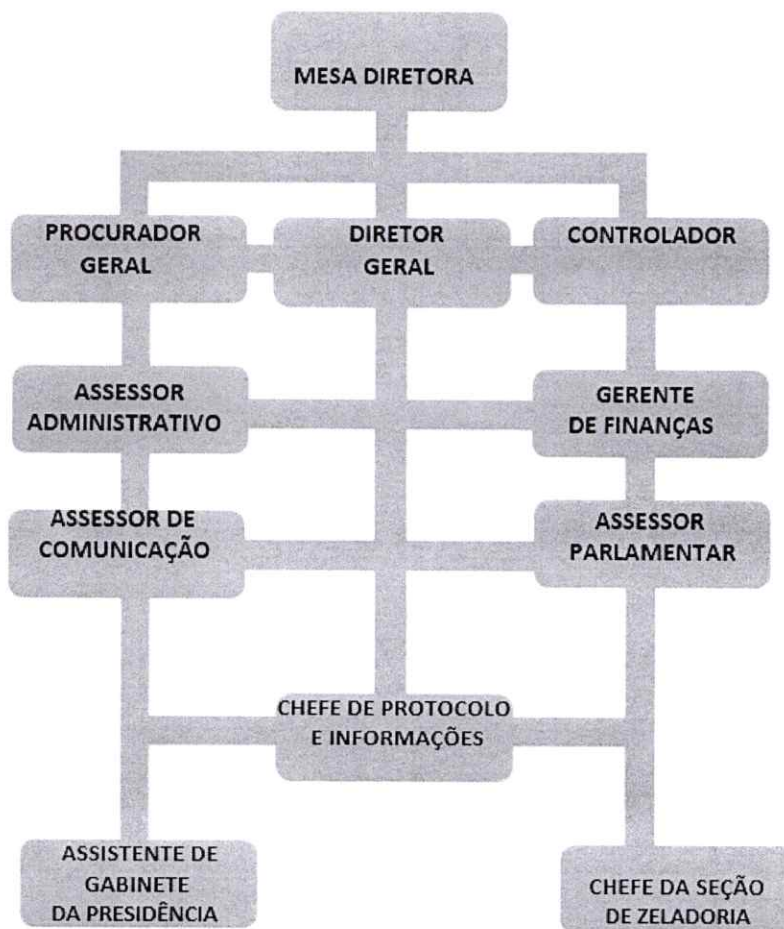 MESA DIRETORA
PROCURADOR
GERAL
DIRETOR
GERAL
CONTROLADOR
ASSESSOR
ADMINISTRATIVO
GERENTE
DE FINANÇAS
ASSESSOR DE
COMUNICAÇÃO
ASSESSOR
PARLAMENTAR
CHEFE DE PROTOCOLO
E INFORMAÇÕES
ASSISTENTE DE
GABINETE
DA PRESIDÊNCIA
CHEFE DA SEÇÃO
DE ZELADORIA